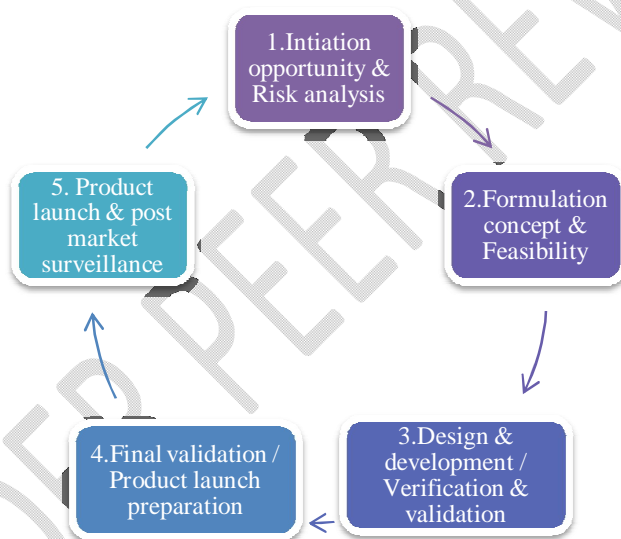 1.Intiation
opportunity &
Risk analysis
2.Formulation
concept &
Feasibility
3.Design &
development /
Verification &
validation
4.Final validation /
Product launch
preparation
5. Product
launch & post
market
surveillance